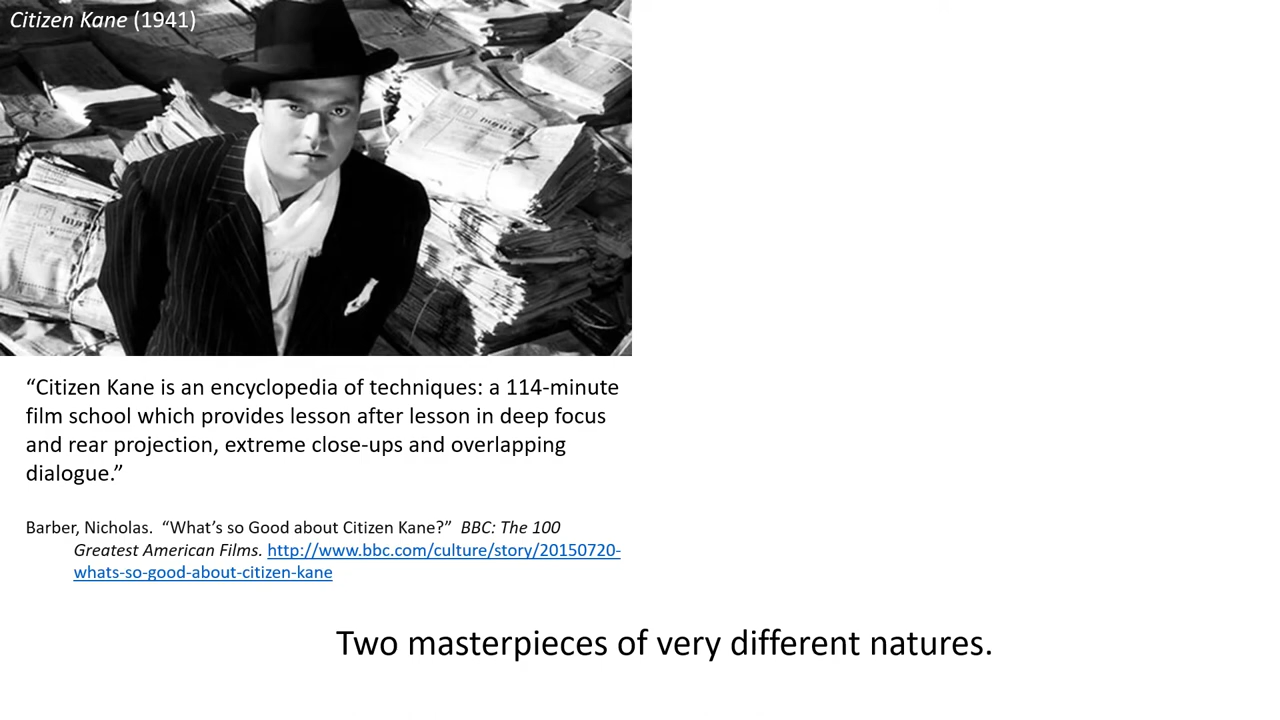 Citizen Kane (1941)
“Citizen Kane is an encyclopedia of techniques: a 114-minute
film school which provides lesson after lesson in deep focus
and rear projection, extreme close-ups and overlapping
dialogue.”
Barber, Nicholas.  “What’s so Good about Citizen Kane?”  BBC: The 100
Greatest American Films. http://www.bbc.com/culture/story/20150720-
whats-so-good-about-citizen-kane
Two masterpieces of very different natures.